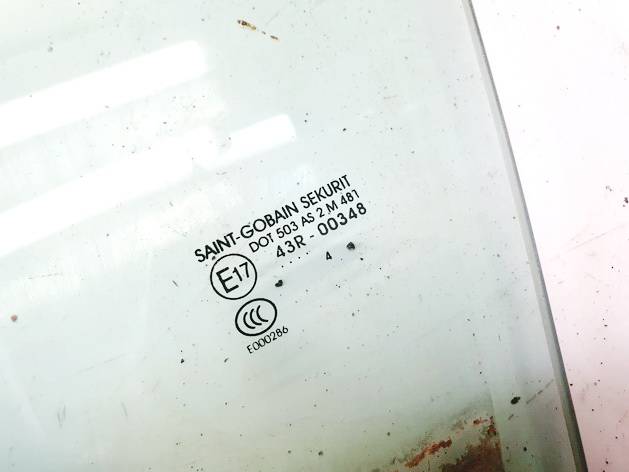 SAINT-GOBAIN SEKURIT
DOT 503 AS 2 M 481
43R - 00348
E17
.... 4
CCC
E000286